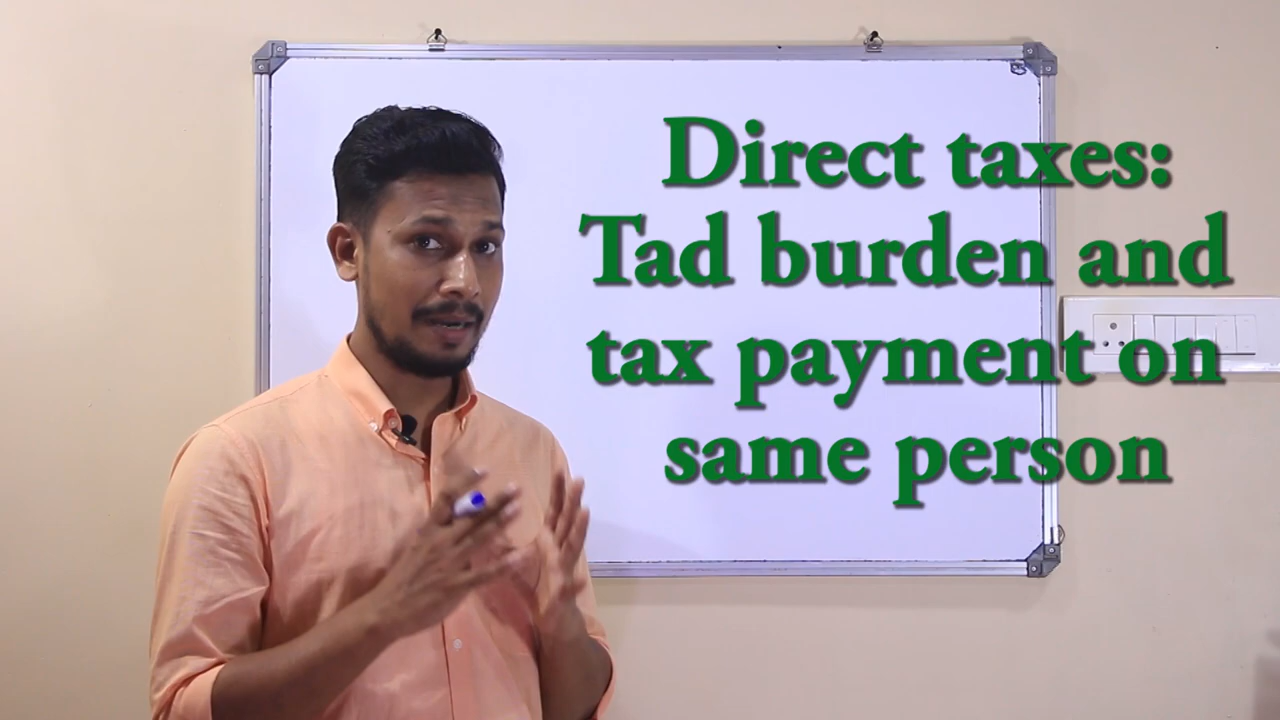 Direct taxes:
Tad burden and
tax payment on
same person